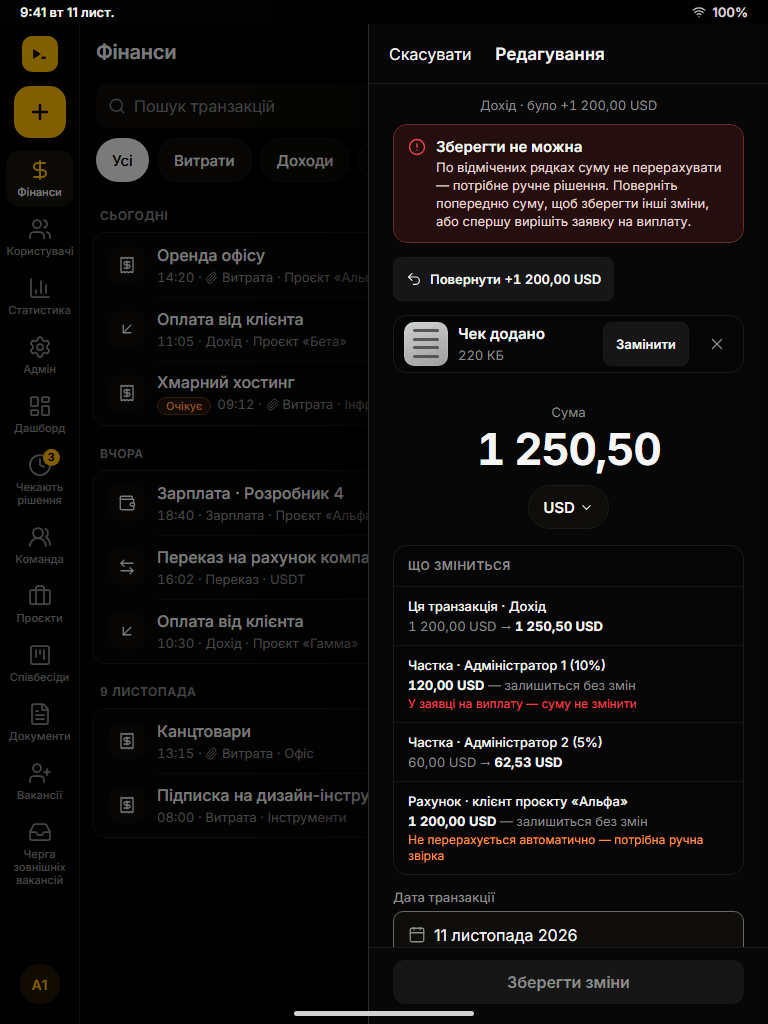 9:41 вт 11 лист.
100%
Фінанси
Користувачі
Статистика
Адмін
Дашборд
3
Чекають
рішення
Команда
Проєкти
Співбесіди
Документи
Вакансії
Черга
зовнішніх
вакансій
A1
Фінанси
Пошук транзакцій
Усі
Витрати
Доходи
СЬОГОДНІ
Оренда офісу
14:20 · Витрата · Проєкт
Оплата від клієнта
11:05 · Дохід · Проєкт «Бета»
Хмарний хостинг
Очікує 09:12 · Витрата ·
ВЧОРА
Зарплата · Розробник 4
18:40 · Зарплата · Проєкт
Переказ на рахунок
16:02 · Переказ · USDT
Оплата від клієнта
10:30 · Дохід · Проєкт «Гамма»
9 ЛИСТОПАДА
Канцтовари
13:15 · Витрата · Офіс
Підписка на
08:00 · Витрата · Інструменти
Скасувати
Редагування
Дохід · було +1 200,00 USD
Зберегти не можна
По відмічених рядках суму не перерахувати
— потрібне ручне рішення. Поверніть
попередню суму, щоб зберегти інші зміни,
або спершу вирішіть заявку на виплату.
Повернути +1 200,00 USD
Чек додано
220 КБ
Замінити
Сума
1 250,50
USD
ЩО ЗМІНИТЬСЯ
Ця транзакція · Дохід
1 200,00 USD → 1 250,50 USD
Частка · Адміністратор 1 (10%)
120,00 USD — залишиться без змін
У заявці на виплату — суму не змінити
Частка · Адміністратор 2 (5%)
60,00 USD → 62,53 USD
Рахунок · клієнт проєкту «Альфа»
1 200,00 USD — залишиться без змін
Не перерахується автоматично — потрібна ручна
звірка
Дата транзакції
11 листопада 2026
Зберегти зміни